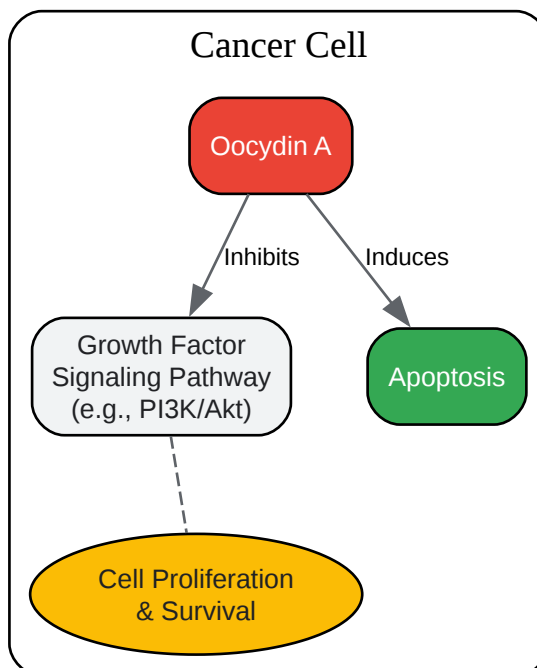 Cancer Cell
Oocydin A
Inhibits
Induces
Growth Factor
Signaling Pathway
(e.g., PI3K/Akt)
Apoptosis
Cell Proliferation
& Survival